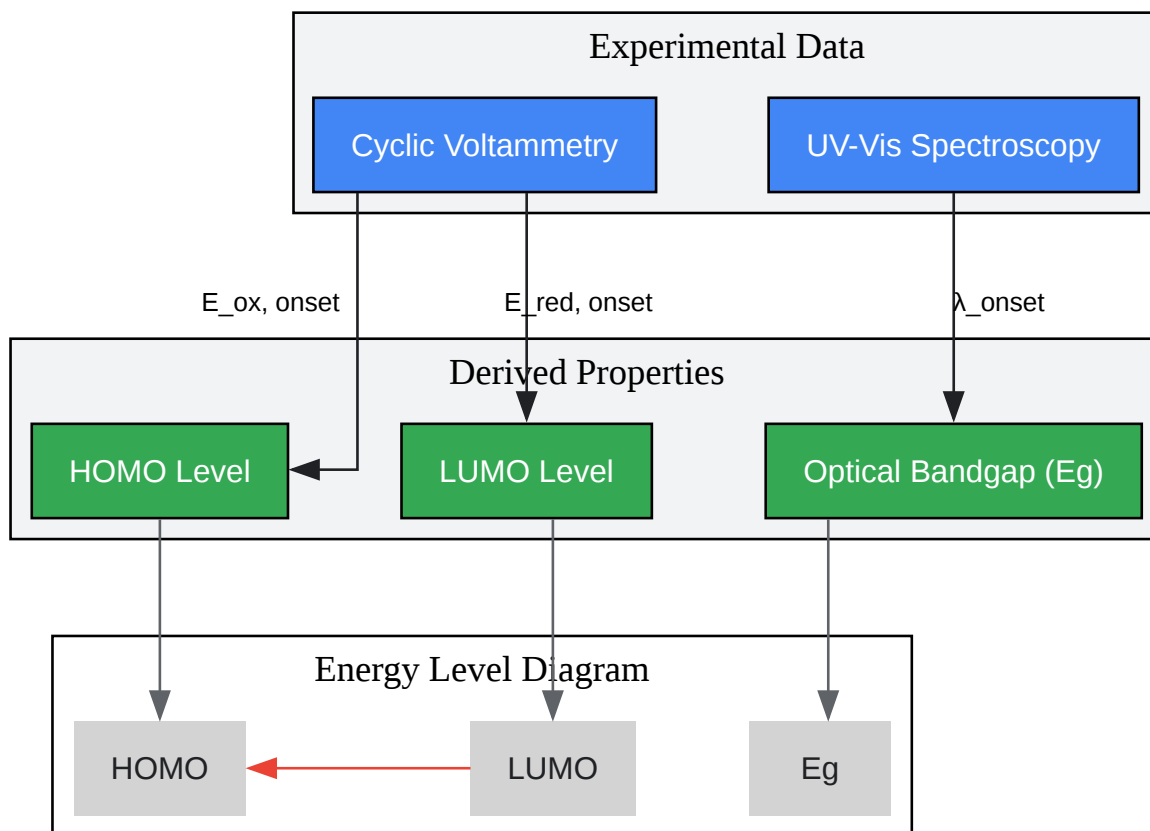 Experimental Data
Cyclic Voltammetry
UV-Vis Spectroscopy
E_ox, onset
E_red, onset
λ_onset
Derived Properties
HOMO Level
LUMO Level
Optical Bandgap (Eg)
Energy Level Diagram
HOMO
LUMO
Eg